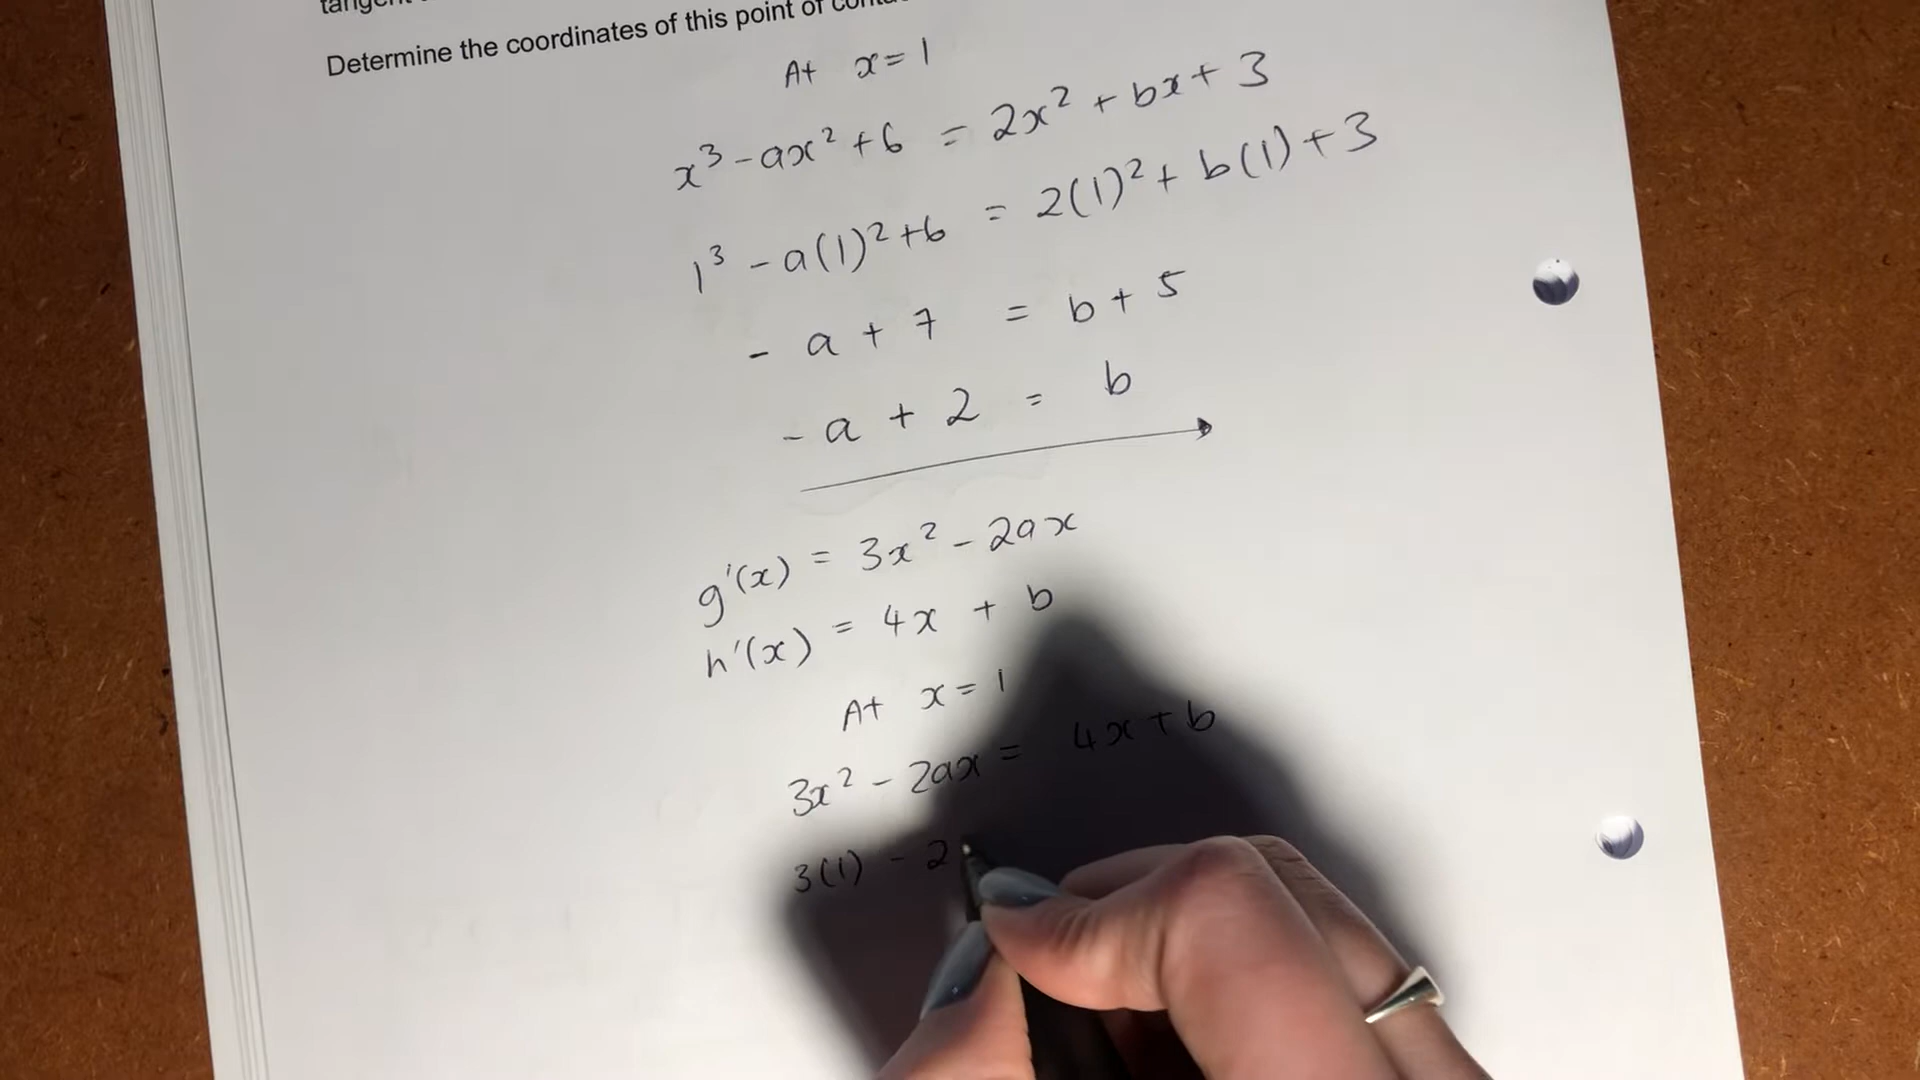 Determine the coordinates of this point of
At x = 1
x³ - ax² + 6 = 2x² + bx + 3
1³ - a(1)² + 6 = 2(1)² + b(1) + 3
- a + 7 = b + 5
- a + 2 = b
g'(x) = 3x² - 2ax
h'(x) = 4x + b
At x = 1
3x² - 2ax = 4x + b
3(1) - 2